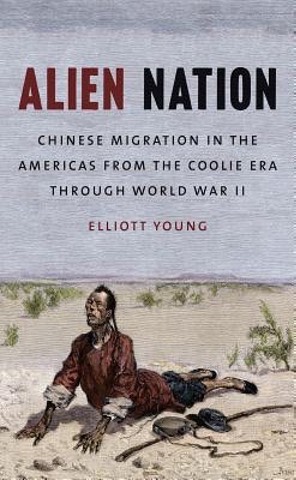 ALIEN NATION
CHINESE MIGRATION IN THE
AMERICAS FROM THE COOLIE ERA
THROUGH WORLD WAR II
ELLIOTT YOUNG